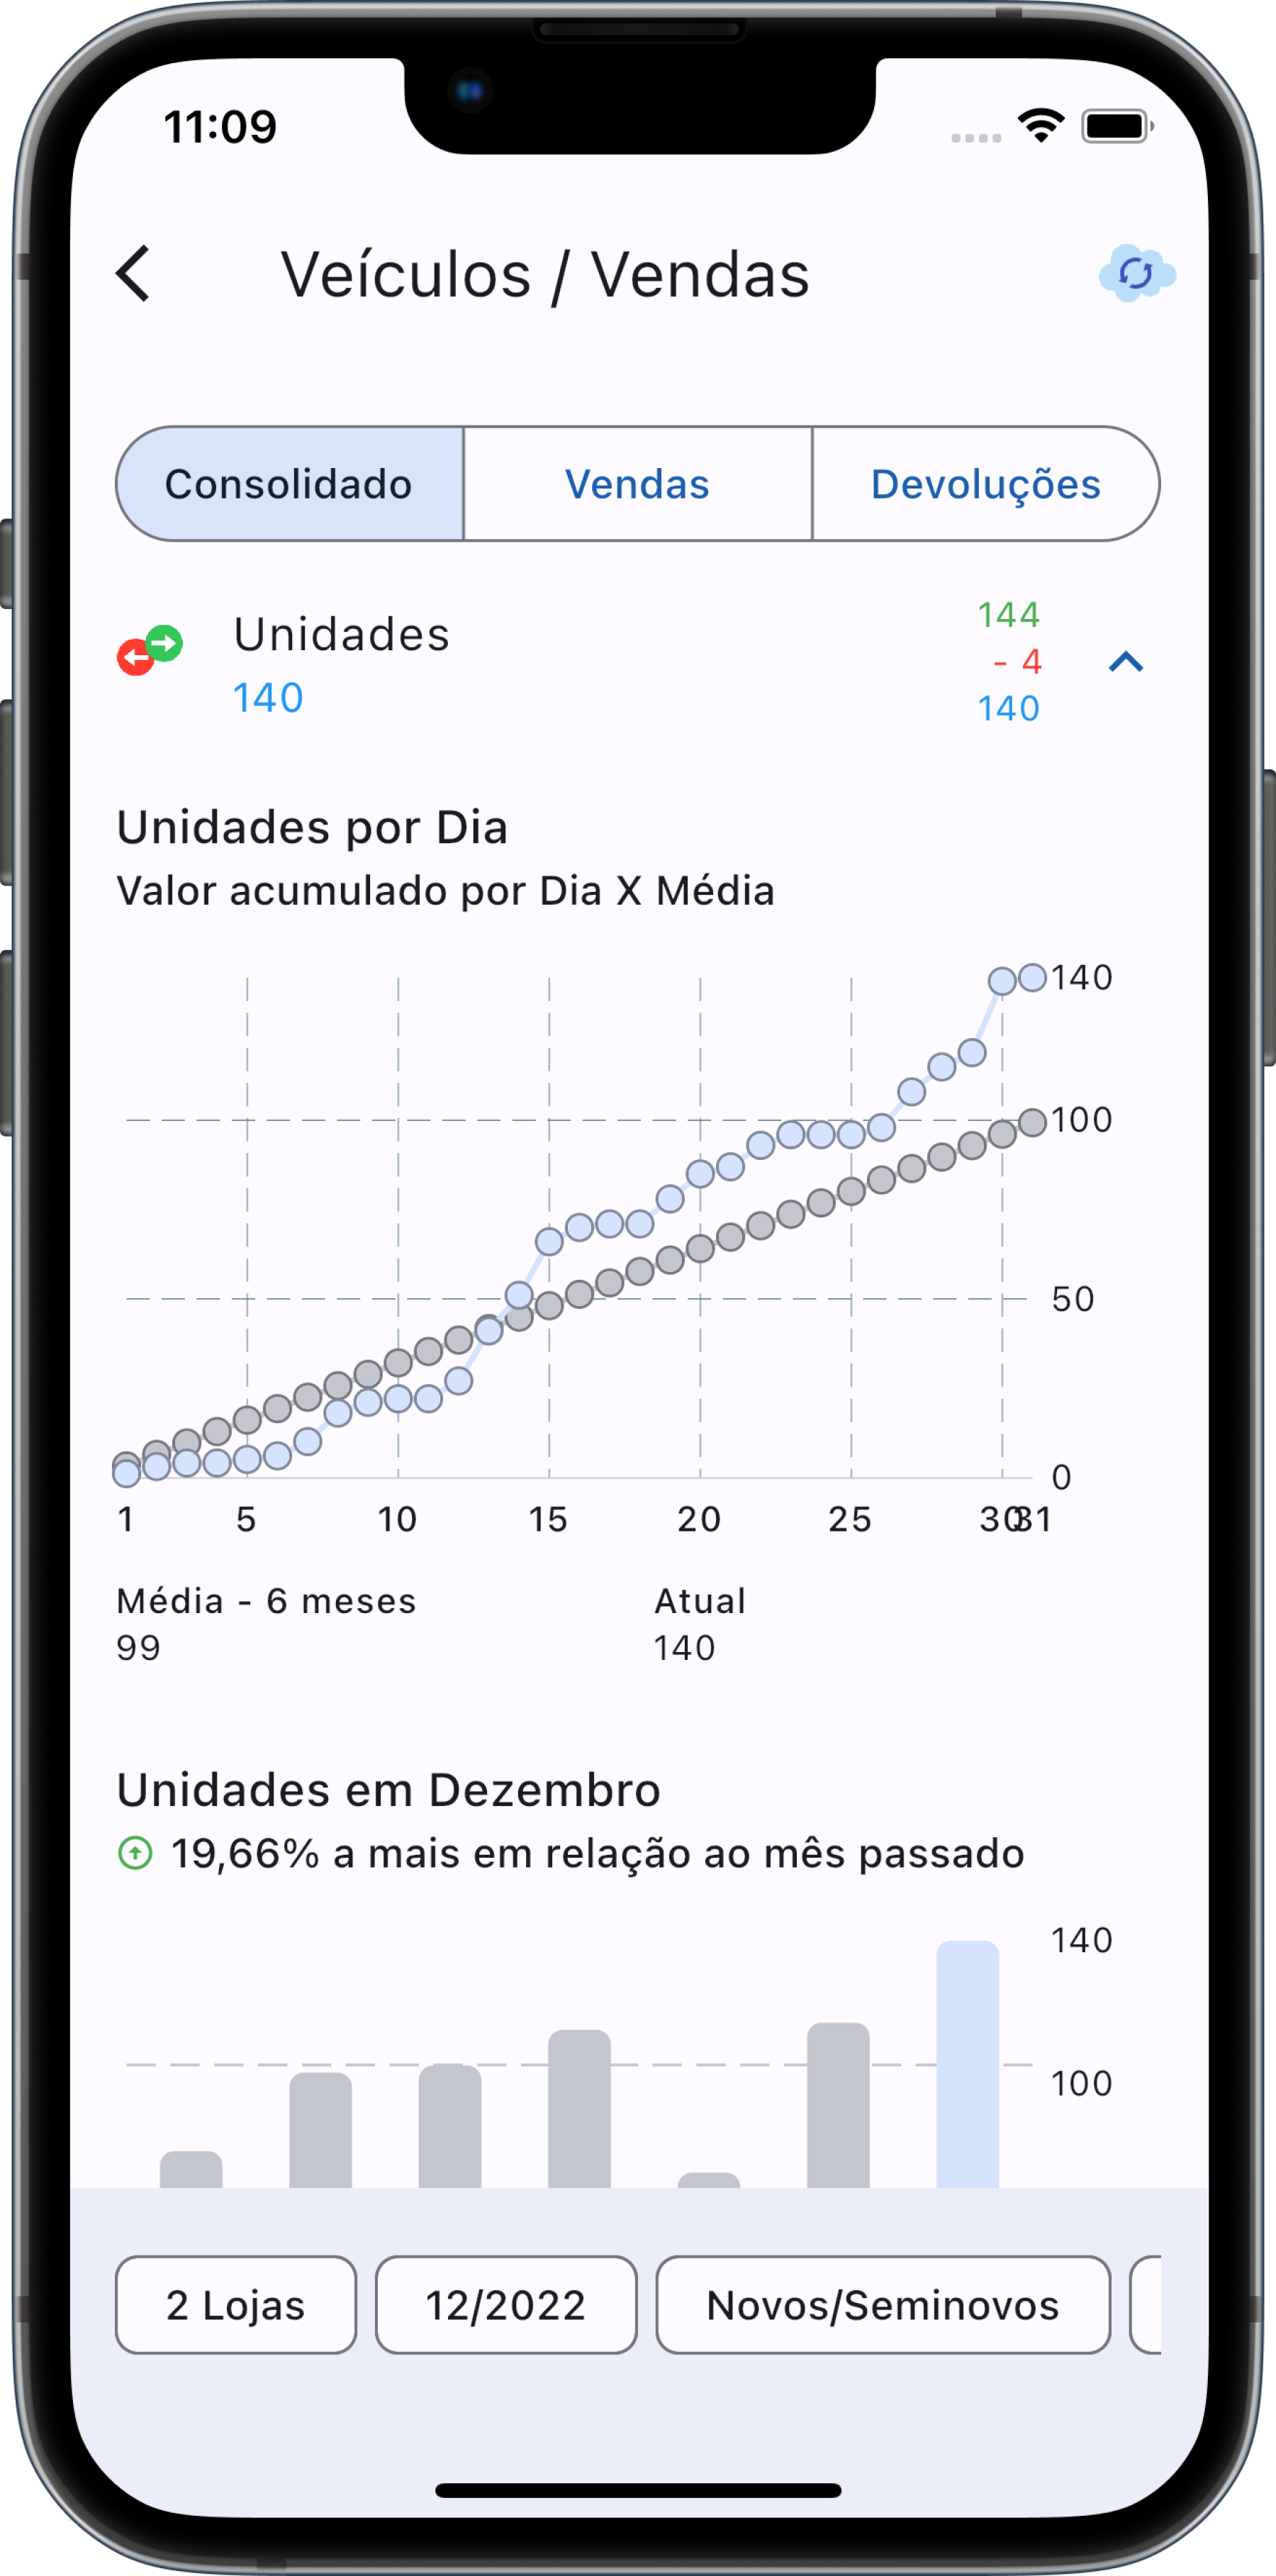 11:09
Veículos / Vendas
Consolidado Vendas Devoluções
Unidades
140
144
- 4
140
Unidades por Dia
Valor acumulado por Dia X Média
140
100
50
0
1 5 10 15 20 25 30 31
Média - 6 meses Atual
99 140
Unidades em Dezembro
19,66% a mais em relação ao mês passado
140
100
2 Lojas 12/2022 Novos/Seminovos